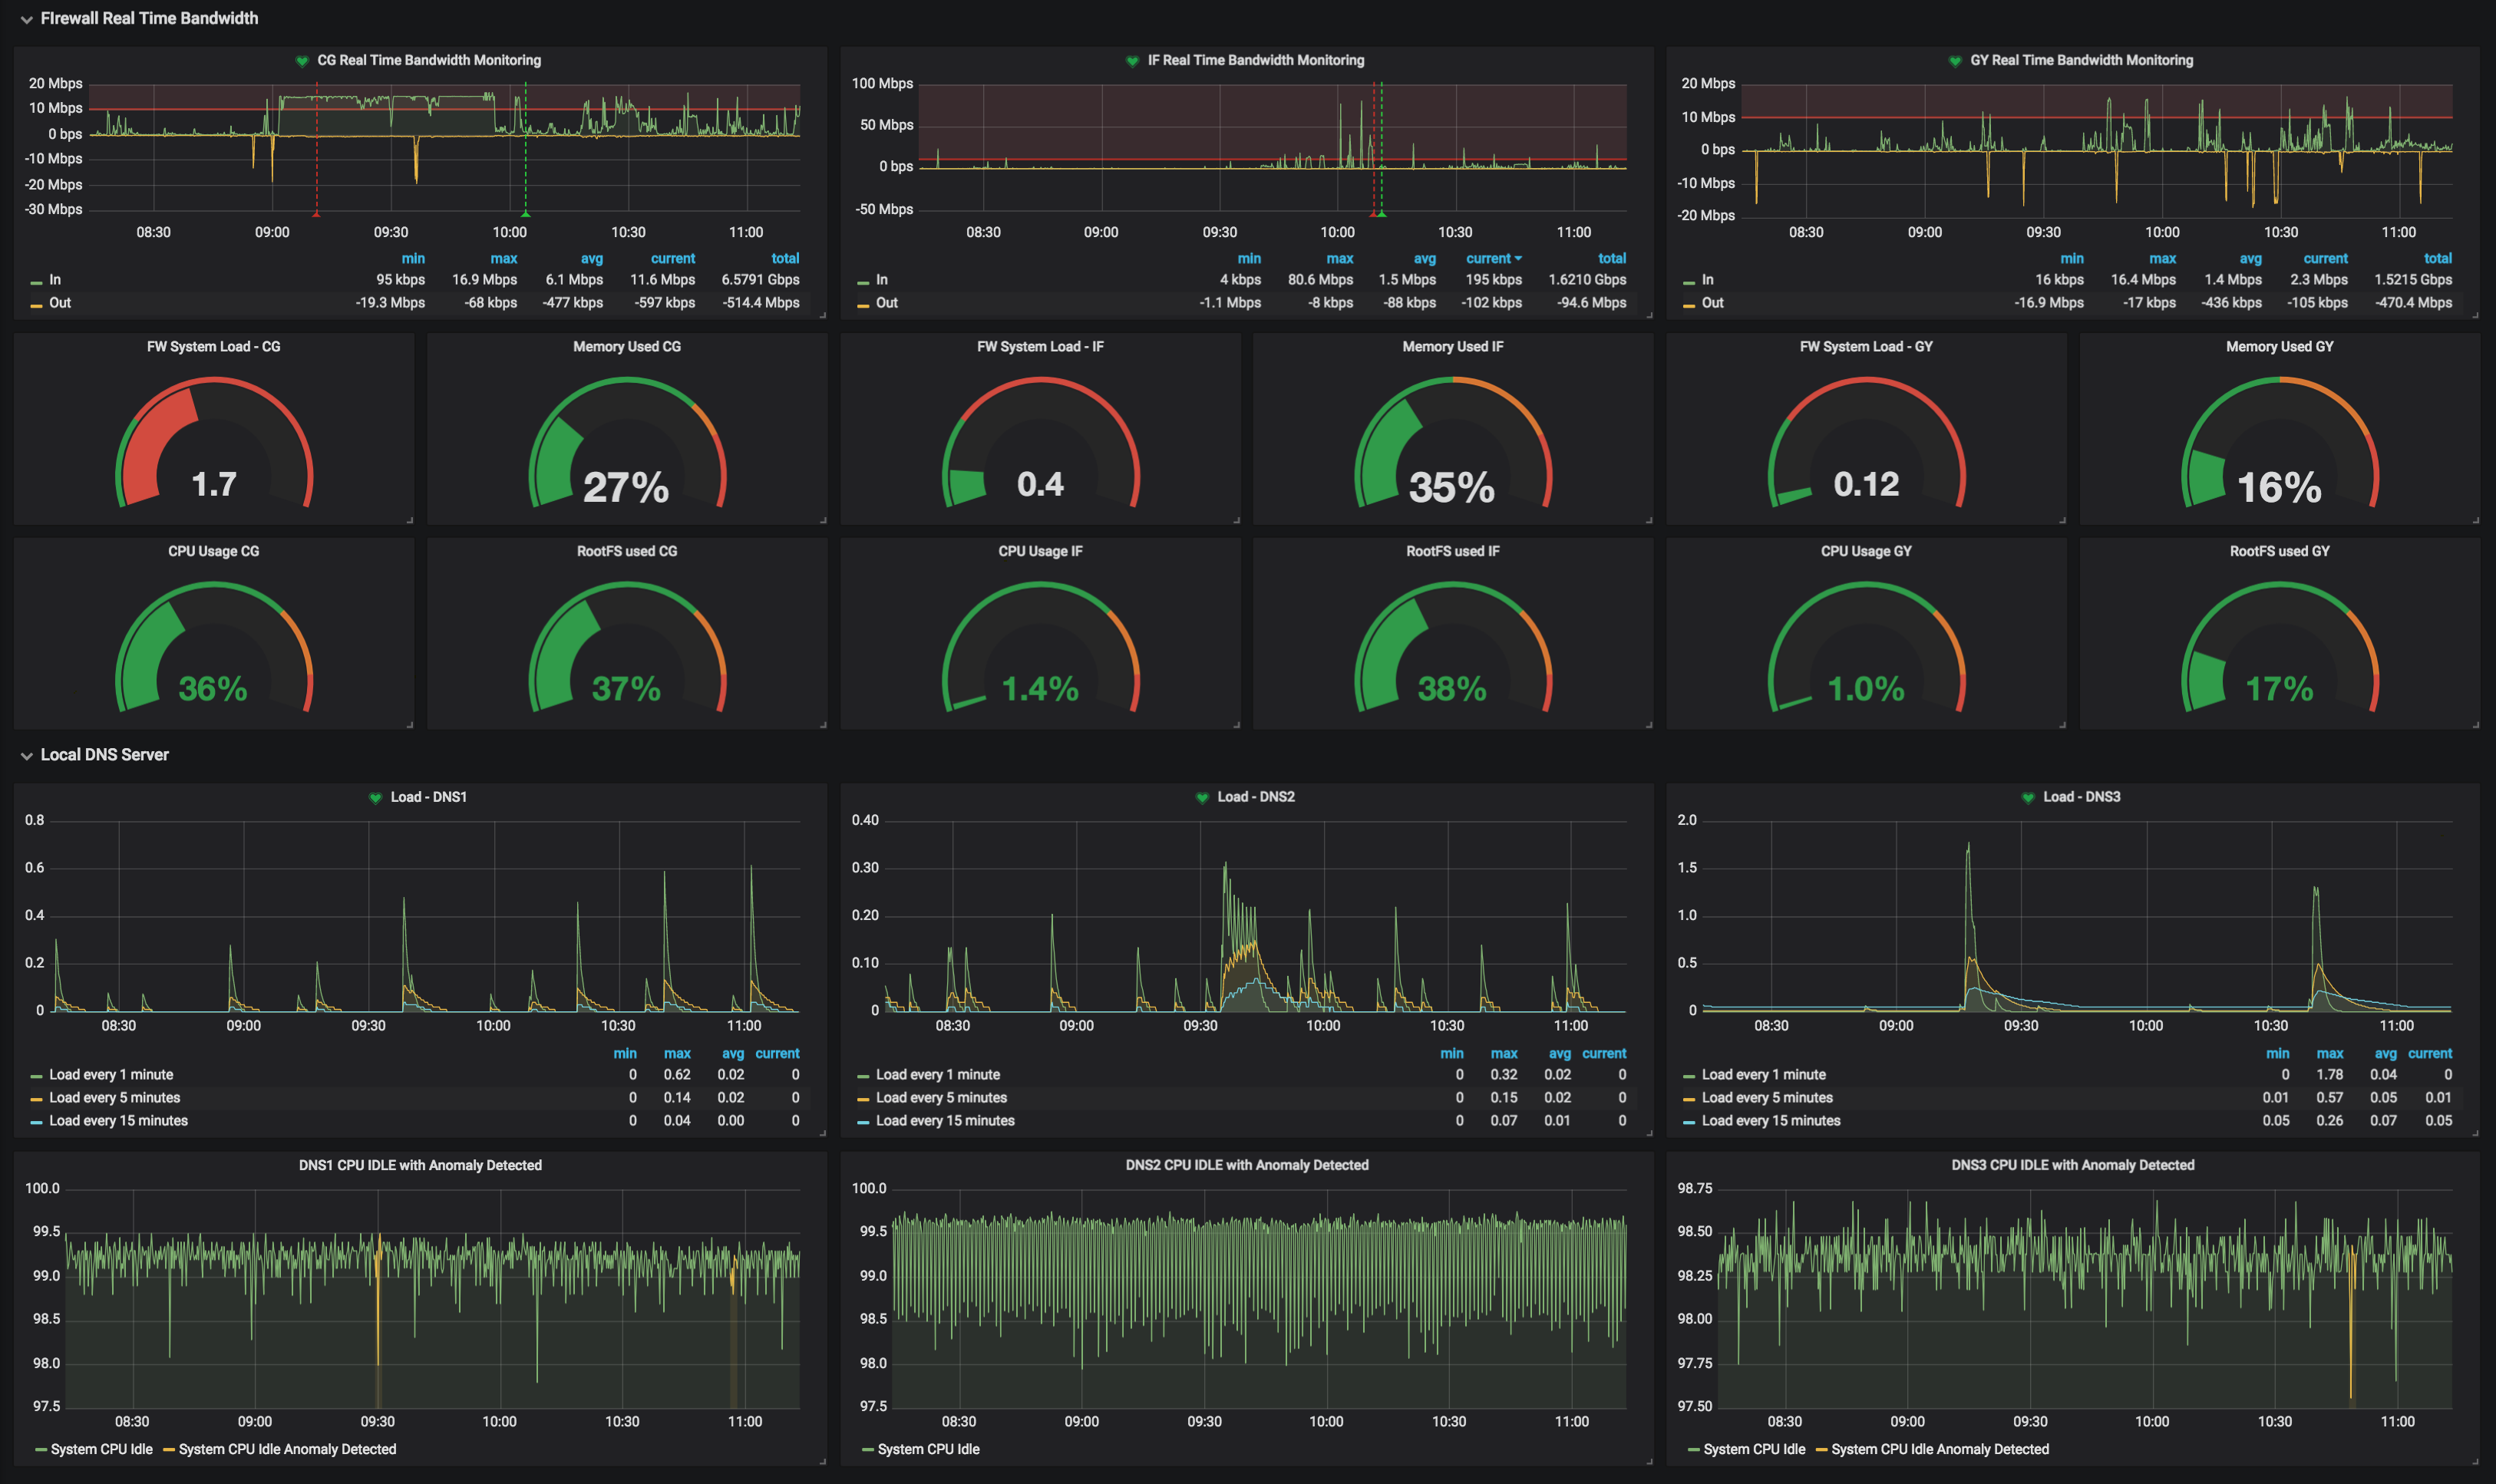 FIrewall Real Time Bandwidth
CG Real Time Bandwidth Monitoring
20 Mbps
10 Mbps
0 bps
-10 Mbps
-20 Mbps
-30 Mbps
08:30 09:00 09:30 10:00 10:30 11:00
min max avg current total
In 95 kbps 16.9 Mbps 6.1 Mbps 11.6 Mbps 6.5791 Gbps
Out -19.3 Mbps -68 kbps -477 kbps -597 kbps -514.4 Mbps
IF Real Time Bandwidth Monitoring
100 Mbps
50 Mbps
0 bps
-50 Mbps
08:30 09:00 09:30 10:00 10:30 11:00
min max avg current total
In 4 kbps 80.6 Mbps 1.5 Mbps 195 kbps 1.6210 Gbps
Out -1.1 Mbps -8 kbps -88 kbps -102 kbps -94.6 Mbps
GY Real Time Bandwidth Monitoring
20 Mbps
10 Mbps
0 bps
-10 Mbps
-20 Mbps
08:30 09:00 09:30 10:00 10:30 11:00
min max avg current total
In 16 kbps 16.4 Mbps 1.4 Mbps 2.3 Mbps 1.5215 Gbps
Out -16.9 Mbps -17 kbps -436 kbps -105 kbps -470.4 Mbps
FW System Load - CG
1.7
Memory Used CG
27%
FW System Load - IF
0.4
Memory Used IF
35%
FW System Load - GY
0.12
Memory Used GY
16%
CPU Usage CG
36%
RootFS used CG
37%
CPU Usage IF
1.4%
RootFS used IF
38%
CPU Usage GY
1.0%
RootFS used GY
17%
Local DNS Server
Load - DNS1
0.8
0.6
0.4
0.2
0
08:30 09:00 09:30 10:00 10:30 11:00
min max avg current
Load every 1 minute 0 0.62 0.02 0
Load every 5 minutes 0 0.14 0.02 0
Load every 15 minutes 0 0.04 0.00 0
Load - DNS2
0.40
0.30
0.20
0.10
0
08:30 09:00 09:30 10:00 10:30 11:00
min max avg current
Load every 1 minute 0 0.32 0.02 0
Load every 5 minutes 0 0.15 0.02 0
Load every 15 minutes 0 0.07 0.01 0
Load - DNS3
2.0
1.5
1.0
0.5
0
08:30 09:00 09:30 10:00 10:30 11:00
min max avg current
Load every 1 minute 0 1.78 0.04 0
Load every 5 minutes 0.01 0.57 0.05 0.01
Load every 15 minutes 0.05 0.26 0.07 0.05
DNS1 CPU IDLE with Anomaly Detected
100.0
99.5
99.0
98.5
98.0
97.5
08:30 09:00 09:30 10:00 10:30 11:00
System CPU Idle System CPU Idle Anomaly Detected
DNS2 CPU IDLE with Anomaly Detected
100.0
99.5
99.0
98.5
98.0
97.5
08:30 09:00 09:30 10:00 10:30 11:00
System CPU Idle
DNS3 CPU IDLE with Anomaly Detected
98.75
98.50
98.25
98.00
97.75
97.50
08:30 09:00 09:30 10:00 10:30 11:00
System CPU Idle System CPU Idle Anomaly Detected